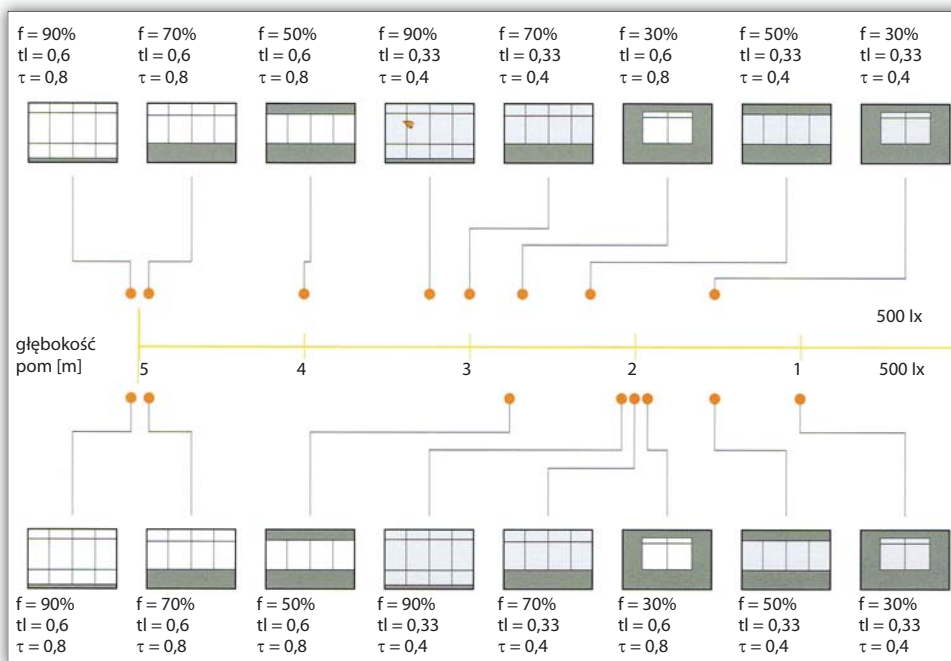 f = 90% f = 70% f = 50% f = 90% f = 70% f = 30% f = 50% f = 30%
tl = 0,6 tl = 0,6 tl = 0,6 tl = 0,33 tl = 0,33 tl = 0,6 tl = 0,33 tl = 0,33
τ = 0,8 τ = 0,8 τ = 0,8 τ = 0,4 τ = 0,4 τ = 0,8 τ = 0,4 τ = 0,4
500 lx
głębokość
pom [m] 5 4 3 2 1 500 lx
f = 90% f = 70% f = 50% f = 90% f = 70% f = 30% f = 50% f = 30%
tl = 0,6 tl = 0,6 tl = 0,6 tl = 0,33 tl = 0,33 tl = 0,6 tl = 0,33 tl = 0,33
τ = 0,8 τ = 0,8 τ = 0,8 τ = 0,4 τ = 0,4 τ = 0,8 τ = 0,4 τ = 0,4